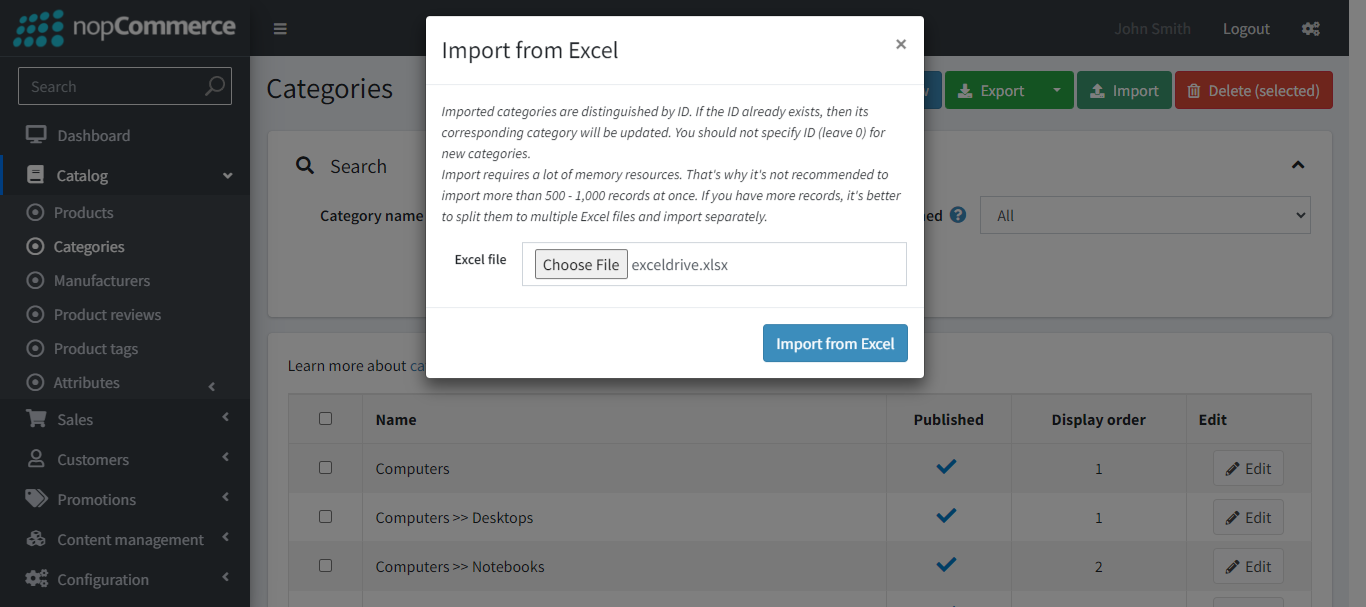 nopCommerce
John Smith
Logout
Search
Dashboard
Catalog
Products
Categories
Manufacturers
Product reviews
Product tags
Attributes
Sales
Customers
Promotions
Content management
Configuration
Categories
Export
Import
Delete (selected)
Search
Category name
All
Import from Excel
×
Imported categories are distinguished by ID. If the ID already exists, then its
corresponding category will be updated. You should not specify ID (leave 0) for
new categories.
Import requires a lot of memory resources. That's why it's not recommended to
import more than 500 - 1,000 records at once. If you have more records, it's better
to split them to multiple Excel files and import separately.
Excel file
Choose File exceldrive.xlsx
Import from Excel
Learn more about
Name Published Display order Edit
Computers 1 Edit
Computers >> Desktops 1 Edit
Computers >> Notebooks 2 Edit